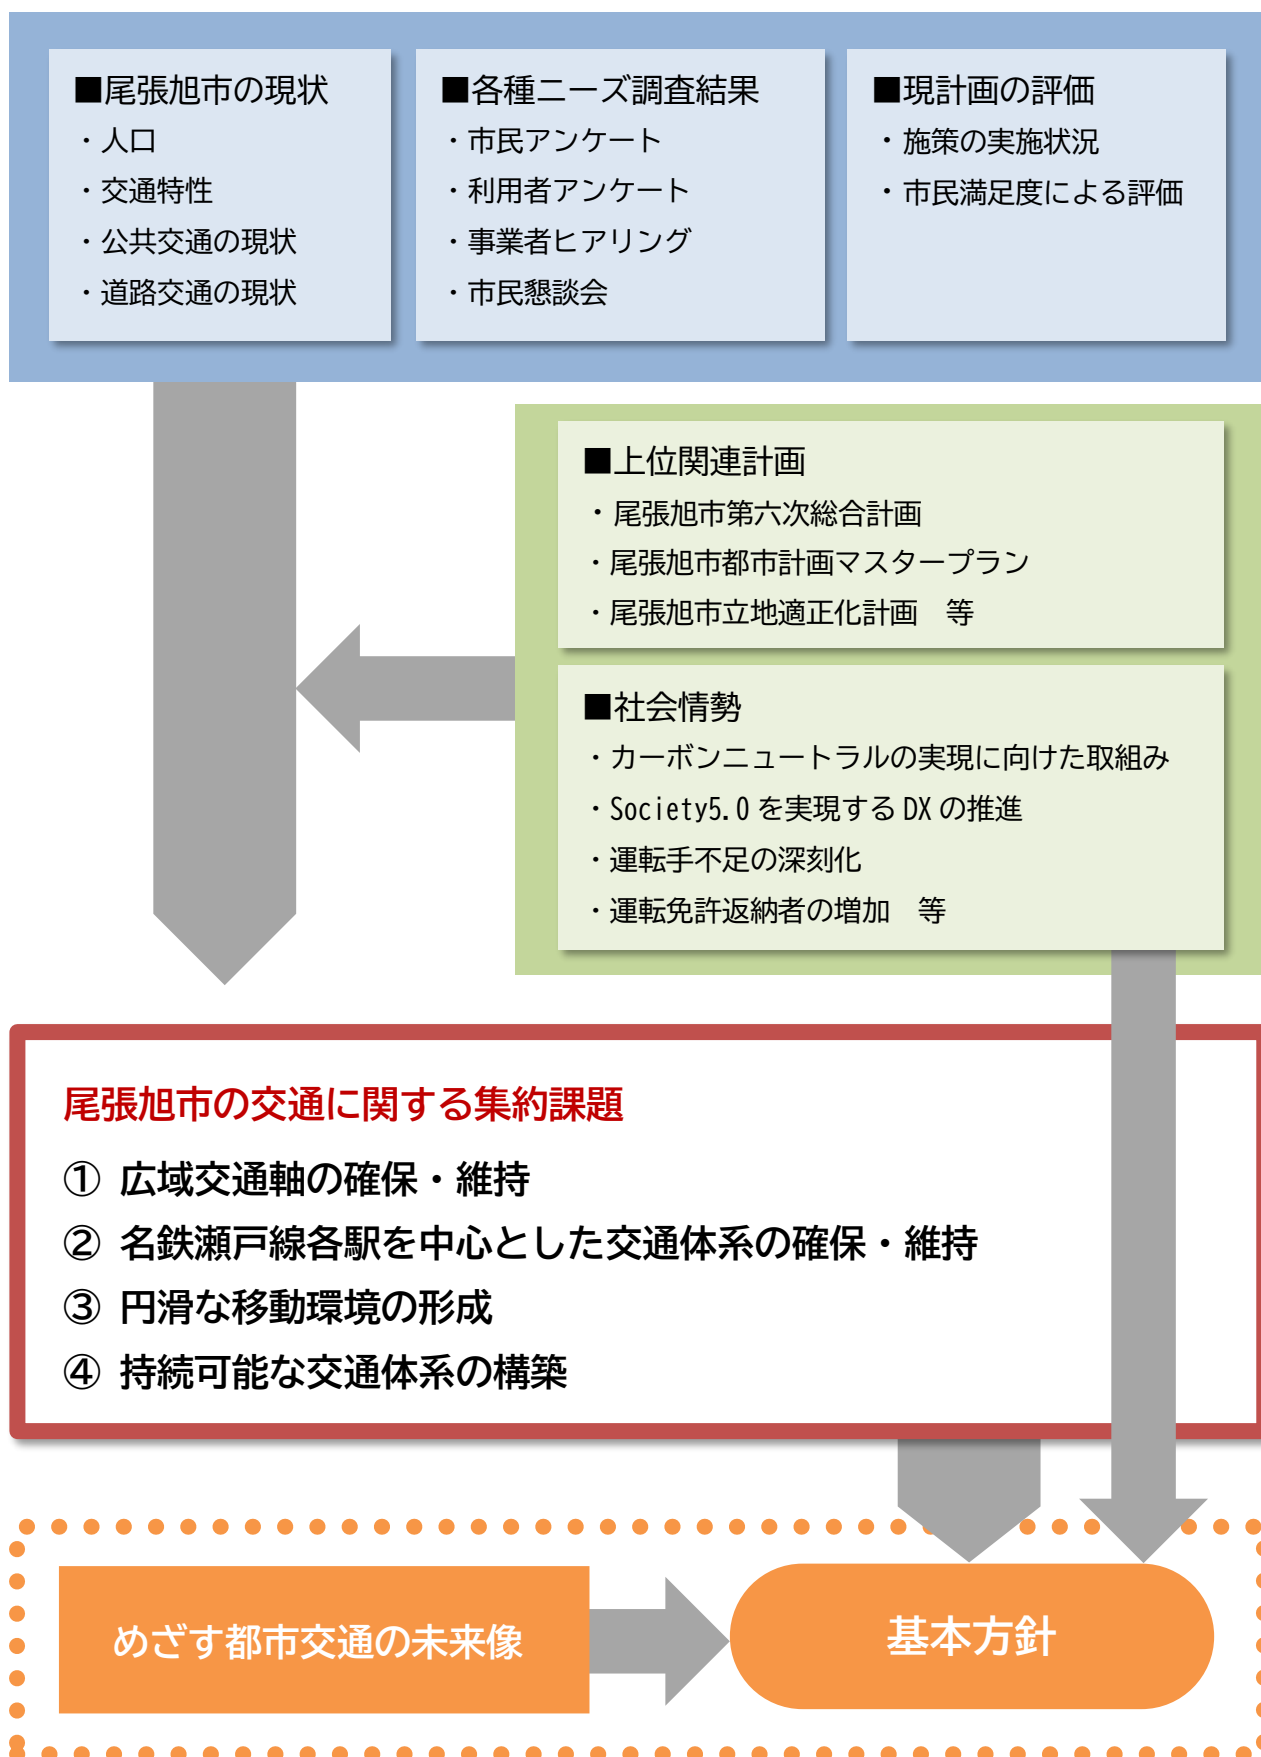 ■尾張旭市の現状
・人口
・交通特性
・公共交通の現状
・道路交通の現状
■各種ニーズ調査結果
・市民アンケート
・利用者アンケート
・事業者ヒアリング
・市民懇談会
■現計画の評価
・施策の実施状況
・市民満足度による評価
■上位関連計画
・尾張旭市第六次総合計画
・尾張旭市都市計画マスタープラン
・尾張旭市立地適正化計画　等
■社会情勢
・カーボンニュートラルの実現に向けた取組み
・Society5.0を実現するDXの推進
・運転手不足の深刻化
・運転免許返納者の増加　等
尾張旭市の交通に関する集約課題
① 広域交通軸の確保・維持
② 名鉄瀬戸線各駅を中心とした交通体系の確保・維持
③ 円滑な移動環境の形成
④ 持続可能な交通体系の構築
めざす都市交通の未来像
基本方針